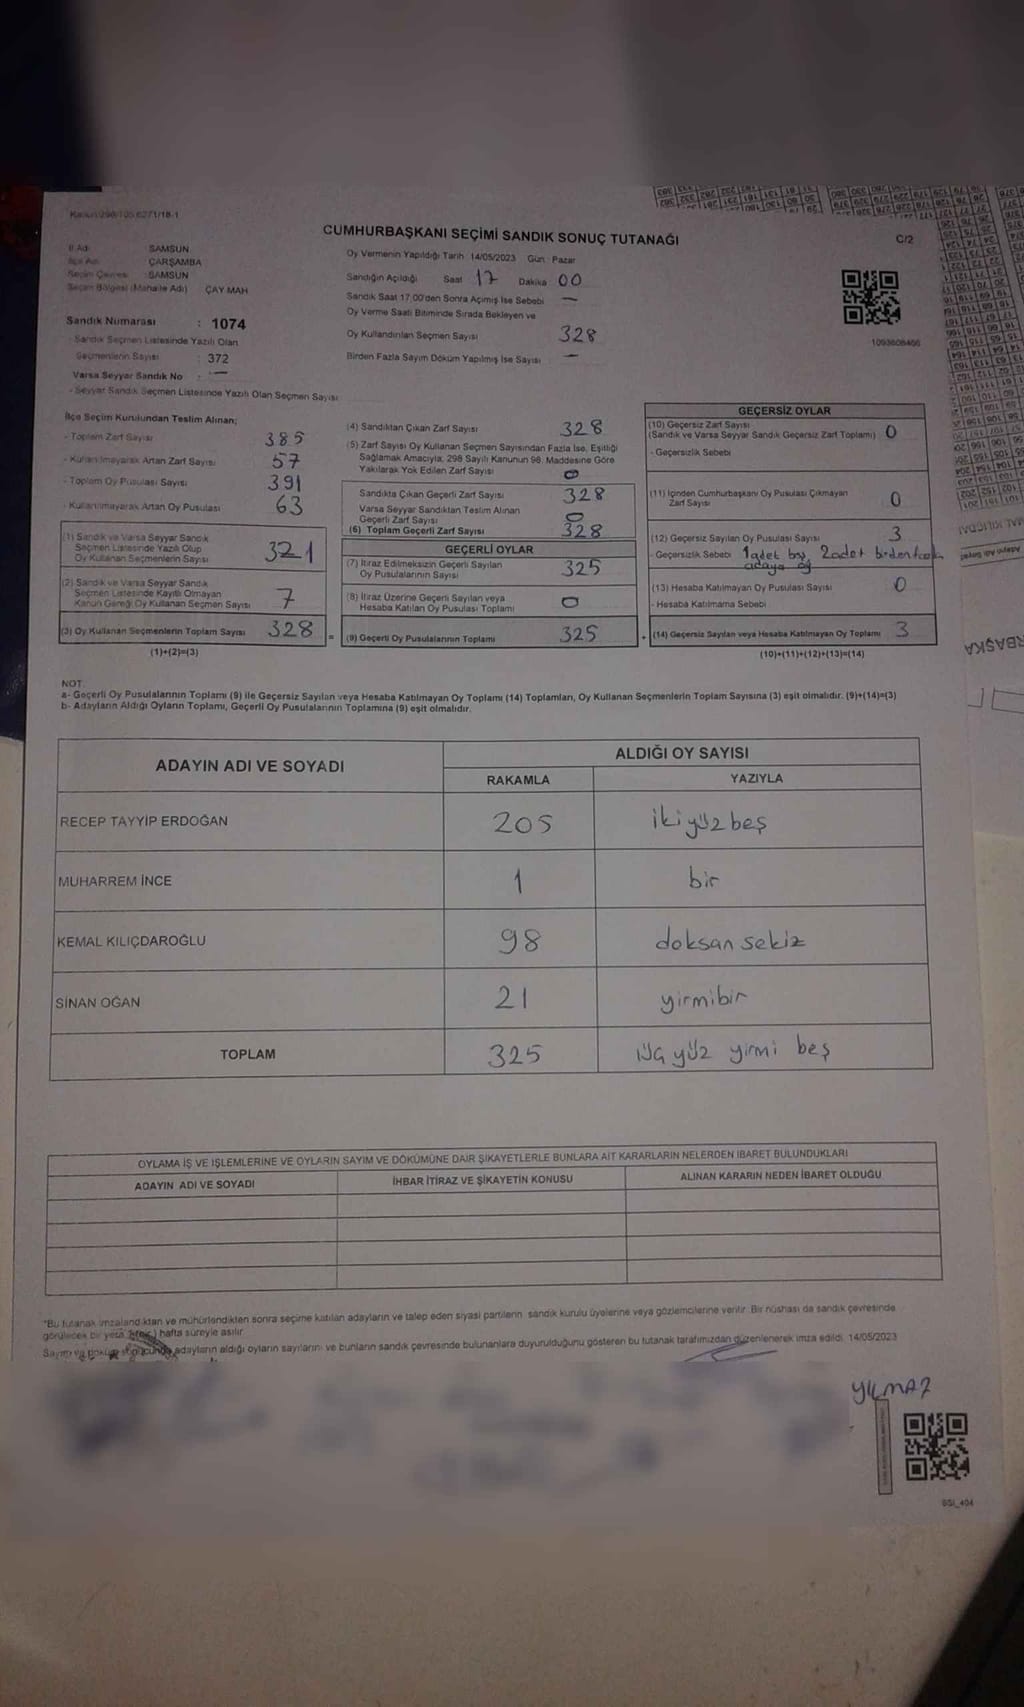 Kanun:298/105,6271/18-1
CUMHURBAŞKANI SEÇİMİ SANDIK SONUÇ TUTANAĞI
C/2
İl Adı SAMSUN
İlçe Adı ÇARŞAMBA
Seçim Çevresi SAMSUN
Seçim Bölgesi (Mahalle Adı) ÇAY MAH
Oy Vermenin Yapıldığı Tarih 14/05/2023 Gün Pazar
Sandığın Açıldığı Saat 17 Dakika 00
Sandık Saat 17:00'den Sonra Açımış İse Sebebi —
Oy Verme Saati Bitiminde Sırada Bekleyen ve
Oy Kullandırılan Seçmen Sayısı 328
Birden Fazla Sayım Döküm Yapılmış İse Sayısı —
1093608466
Sandık Numarası : 1074
- Sandık Seçmen Listesinde Yazılı Olan
Seçmenlerin Sayısı : 372
Varsa Seyyar Sandık No : —
- Seyyar Sandık Seçmen Listesinde Yazılı Olan Seçmen Sayısı
İlçe Seçim Kurulundan Teslim Alınan;
- Toplam Zarf Sayısı 385
- Kullanılmayarak Artan Zarf Sayısı 57
- Toplam Oy Pusulası Sayısı 391
- Kullanılmayarak Artan Oy Pusulası 63
(1) Sandık ve Varsa Seyyar Sandık
Seçmen Listesinde Yazılı Olup
Oy Kullanan Seçmenlerin Sayısı 321
(2) Sandık ve Varsa Seyyar Sandık
Seçmen Listesinde Kayıtlı Olmayan
Kanun Gereği Oy Kullanan Seçmen Sayısı 7
(3) Oy Kullanan Seçmenlerin Toplam Sayısı 328 =
(1)+(2)=(3)
(4) Sandıktan Çıkan Zarf Sayısı 328
(5) Zarf Sayısı Oy Kullanan Seçmen Sayısından Fazla İse, Eşitliği
Sağlamak Amacıyla, 298 Sayılı Kanunun 98. Maddesine Göre
Yakılarak Yok Edilen Zarf Sayısı 0
Sandıkta Çıkan Geçerli Zarf Sayısı 328
Varsa Seyyar Sandıktan Teslim Alınan
Geçerli Zarf Sayısı 0
(6) Toplam Geçerli Zarf Sayısı 328
GEÇERLİ OYLAR
(7) İtiraz Edilmeksizin Geçerli Sayılan
Oy Pusulalarının Sayısı 325
(8) İtiraz Üzerine Geçerli Sayılan veya
Hesaba Katılan Oy Pusulası Toplamı 0
(9) Geçerli Oy Pusulalarının Toplamı 325 +
GEÇERSİZ OYLAR
(10) Geçersiz Zarf Sayısı
(Sandık ve Varsa Seyyar Sandık Geçersiz Zarf Toplamı) 0
- Geçersizlik Sebebi
(11) İçinden Cumhurbaşkanı Oy Pusulası Çıkmayan
Zarf Sayısı 0
(12) Geçersiz Sayılan Oy Pusulası Sayısı 3
- Geçersizlik Sebebi 1 adet boş, 2 adet birden fazla
adaya oy
(13) Hesaba Katılmayan Oy Pusulası Sayısı 0
- Hesaba Katılmama Sebebi
(14) Geçersiz Sayılan veya Hesaba Katılmayan Oy Toplamı 3
(10)+(11)+(12)+(13)=(14)
NOT:
a- Geçerli Oy Pusulalarının Toplamı (9) ile Geçersiz Sayılan veya Hesaba Katılmayan Oy Toplamı (14) Toplamları, Oy Kullanan Seçmenlerin Toplam Sayısına (3) eşit olmalıdır. (9)+(14)=(3)
b- Adayların Aldığı Oyların Toplamı, Geçerli Oy Pusulalarının Toplamına (9) eşit olmalıdır.
ADAYIN ADI VE SOYADI
ALDIĞI OY SAYISI
RAKAMLA YAZIYLA
RECEP TAYYİP ERDOĞAN 205 iki yüz beş
MUHARREM İNCE 1 bir
KEMAL KILIÇDAROĞLU 98 doksan sekiz
SİNAN OĞAN 21 yirmibir
TOPLAM 325 üç yüz yirmi beş
OYLAMA İŞ VE İŞLEMLERİNE VE OYLARIN SAYIM VE DÖKÜMÜNE DAİR ŞİKAYETLERLE BUNLARA AİT KARARLARIN NELERDEN İBARET BULUNDUKLARI
ADAYIN ADI VE SOYADI İHBAR İTİRAZ VE ŞİKAYETİN KONUSU ALINAN KARARIN NEDEN İBARET OLDUĞU
"Bu tutanak imzalandıktan ve mühürlendikten sonra seçime katılan adayların ve talep eden siyasi partilerin sandık kurulu üyelerine veya gözlemcilerine verilir. Bir nüshası da sandık çevresinde
görülecek bir yere hafta süreyle asılır.
Sayım ve döküm sonucunda adayların aldığı oyların sayılarını ve bunların sandık çevresinde bulunanlara duyurulduğunu gösteren bu tutanak tarafımızdan düzenlenerek imza edildi. 14/05/2023
YILMAZ
SSI_404